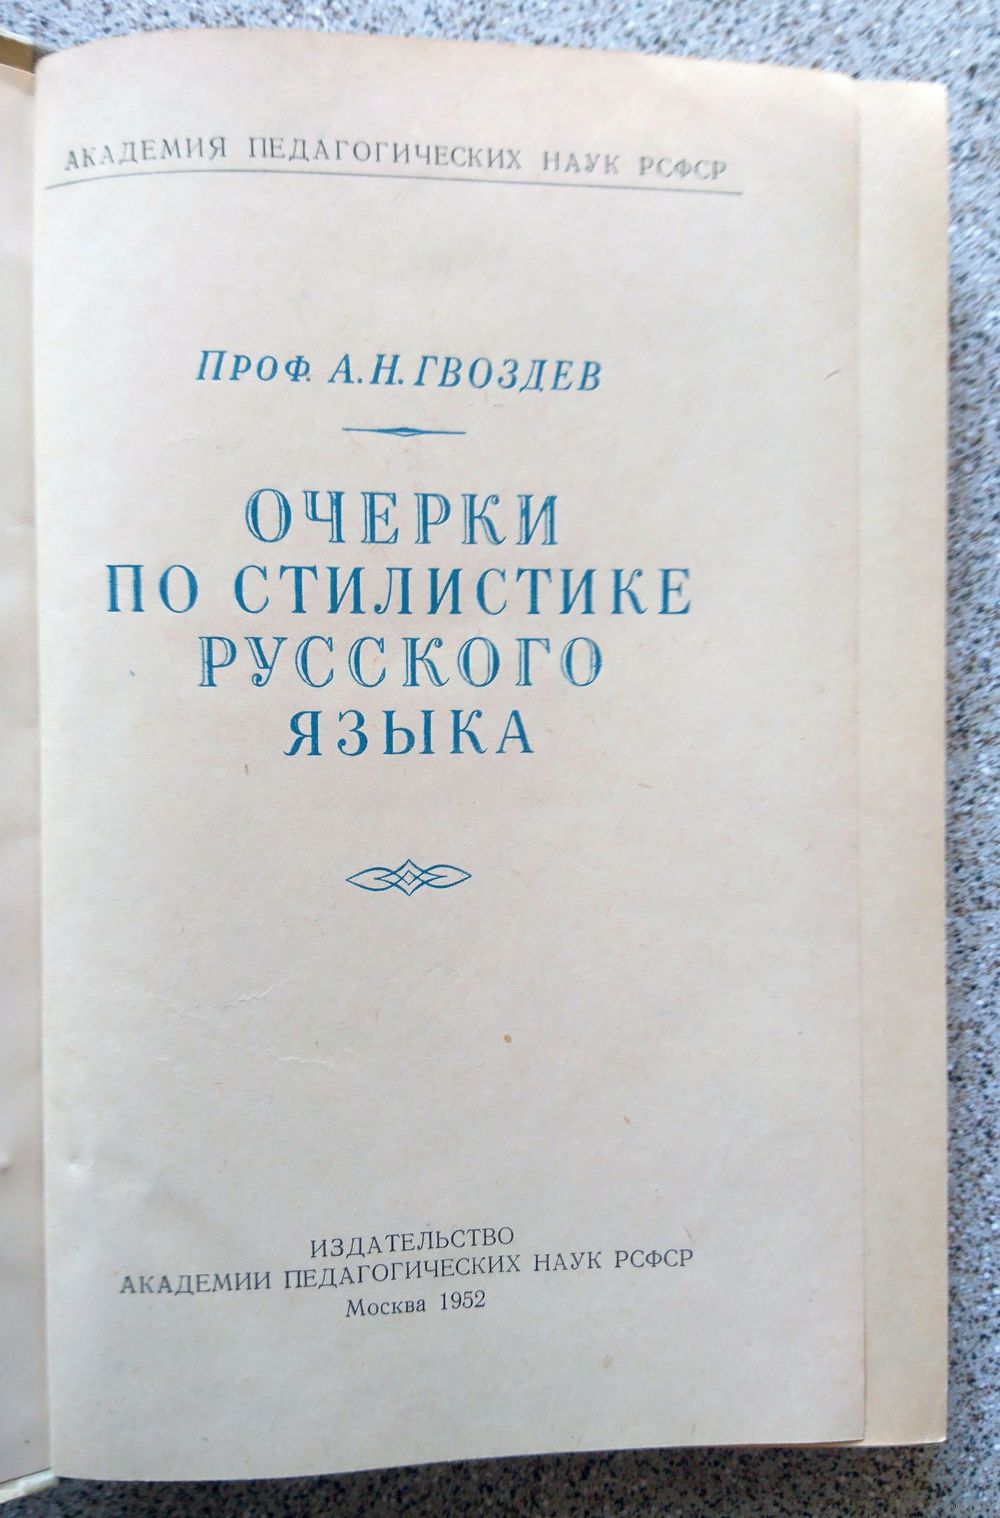 АКАДЕМИЯ ПЕДАГОГИЧЕСКИХ НАУК РСФСР
ПРОФ. А. Н. ГВОЗДЕВ
ОЧЕРКИ
ПО СТИЛИСТИКЕ
РУССКОГО
ЯЗЫКА
ИЗДАТЕЛЬСТВО
АКАДЕМИИ ПЕДАГОГИЧЕСКИХ НАУК РСФСР
Москва 1952